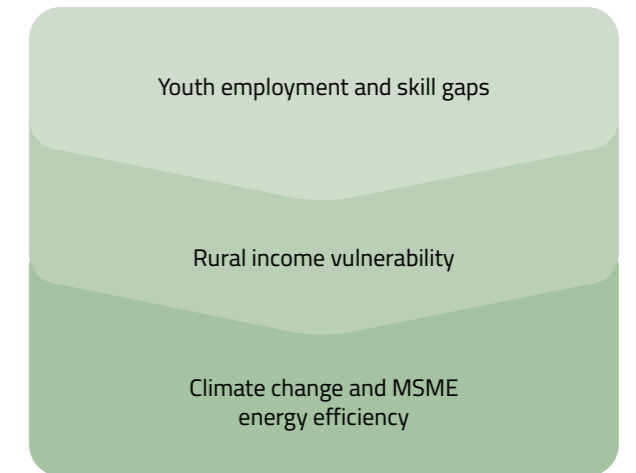 Youth employment and skill gaps
Rural income vulnerability
Climate change and MSME
energy efficiency